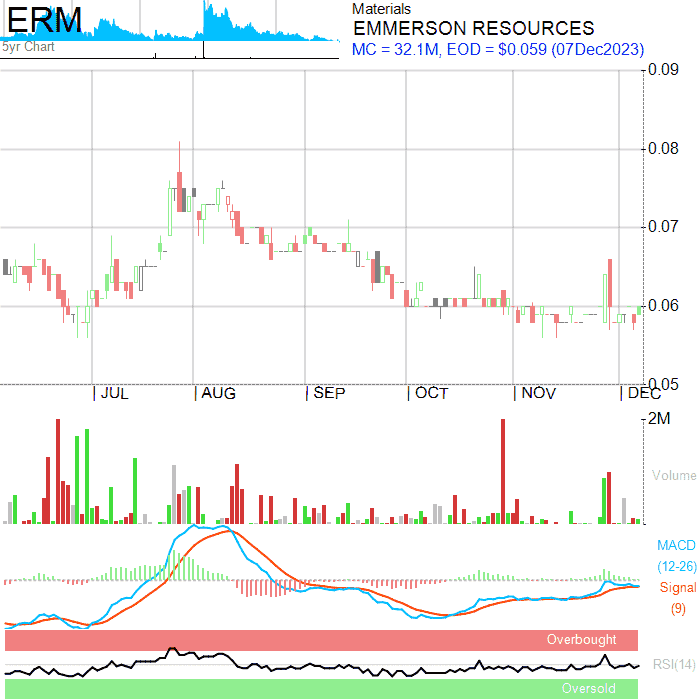 ERM
5yr Chart
Materials
EMMERSON RESOURCES
MC = 32.1M, EOD = $0.059 (07Dec2023)
0.09
0.08
0.07
0.06
0.05
JUL AUG SEP OCT NOV DEC
2M
Volume
MACD
(12-26)
Signal
(9)
Overbought
RSI(14)
Oversold